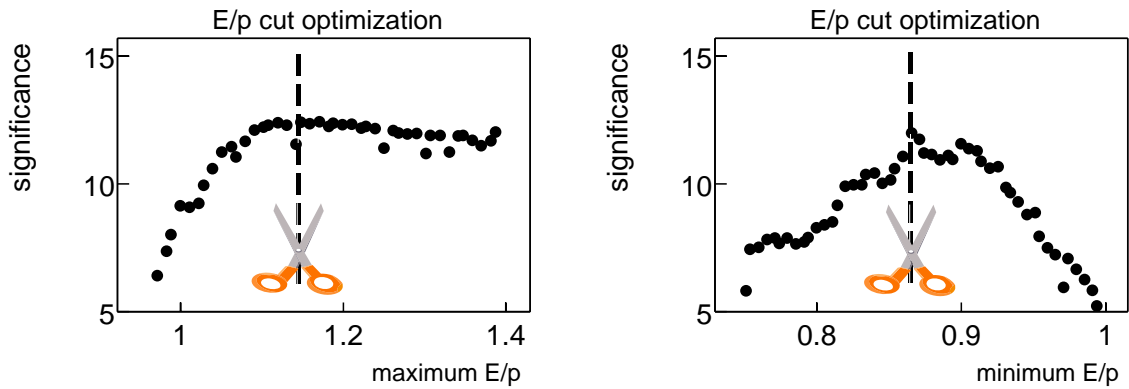 E/p cut optimization
significance
15
10
5
1
1.2
1.4
maximum E/p
E/p cut optimization
significance
15
10
5
0.8
0.9
1
minimum E/p